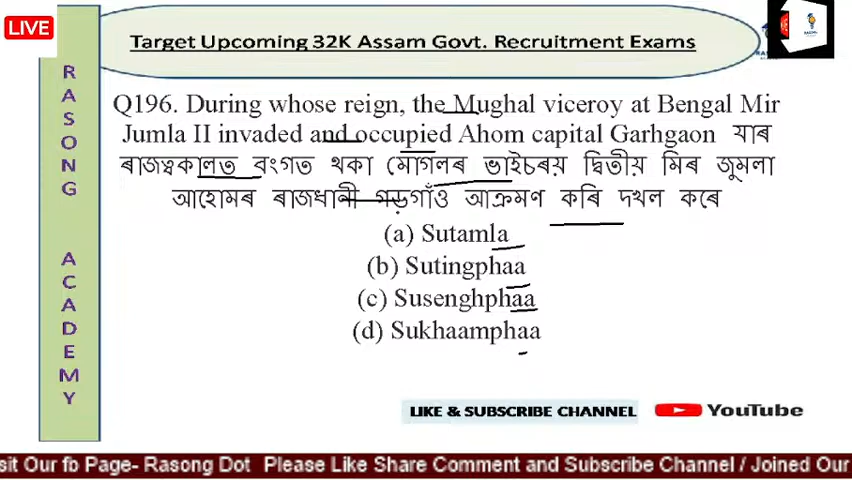 LIVE
Target Upcoming 32K Assam Govt. Recruitment Exams
RASONG ACADEMY
Q196. During whose reign, the Mughal viceroy at Bengal Mir
Jumla II invaded and occupied Ahom capital Garhgaon যাৰ
ৰাজত্বকালত বংগত থকা মোগলৰ ভাইচৰয় দ্বিতীয় মিৰ জুমলা
আহোমৰ ৰাজধানী গড়গাঁও আক্ৰমণ কৰি দখল কৰে
(a) Sutamla
(b) Sutingphaa
(c) Susenghphaa
(d) Sukhaamphaa
LIKE & SUBSCRIBE CHANNEL YouTube
sit Our fb Page- Rasong Dot Please Like Share Comment and Subscribe Channel / Joined Our